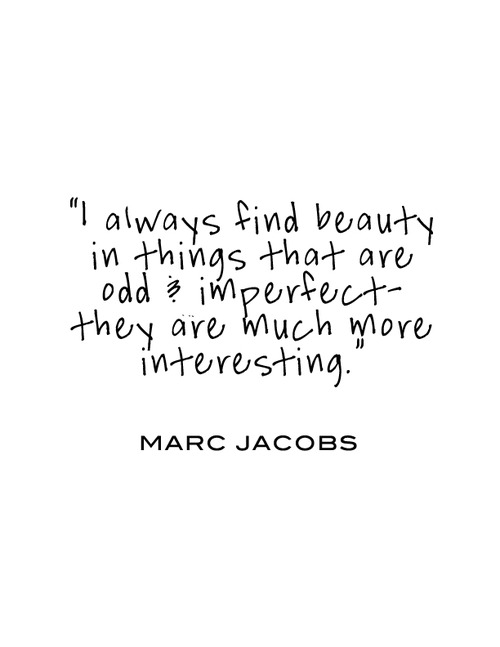 "I always find beauty
in things that are
odd & imperfect-
they are much more
interesting."
MARC JACOBS